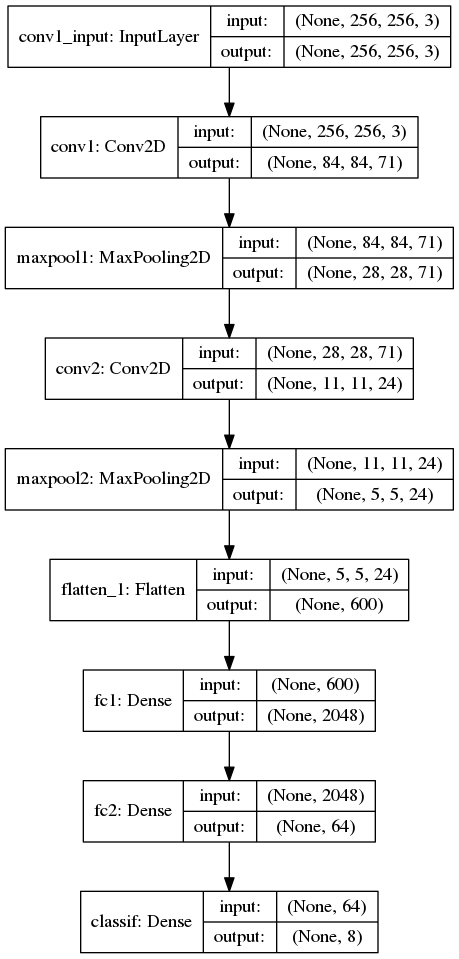 conv1_input: InputLayer
input: (None, 256, 256, 3)
output: (None, 256, 256, 3)
conv1: Conv2D
input: (None, 256, 256, 3)
output: (None, 84, 84, 71)
maxpool1: MaxPooling2D
input: (None, 84, 84, 71)
output: (None, 28, 28, 71)
conv2: Conv2D
input: (None, 28, 28, 71)
output: (None, 11, 11, 24)
maxpool2: MaxPooling2D
input: (None, 11, 11, 24)
output: (None, 5, 5, 24)
flatten_1: Flatten
input: (None, 5, 5, 24)
output: (None, 600)
fc1: Dense
input: (None, 600)
output: (None, 2048)
fc2: Dense
input: (None, 2048)
output: (None, 64)
classif: Dense
input: (None, 64)
output: (None, 8)